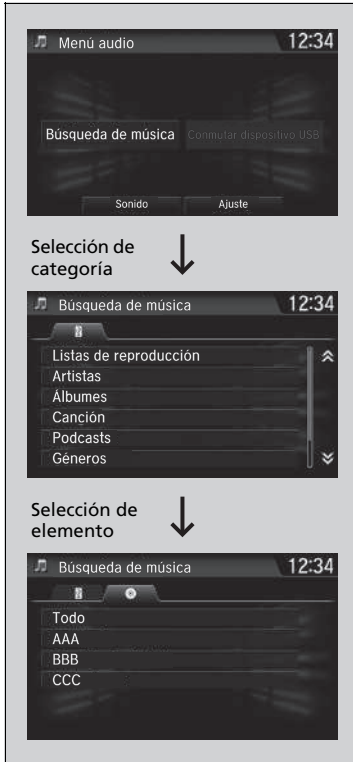 Menú audio 12:34
Búsqueda de música Conmutar dispositivo USB
Sonido Ajuste
Selección de
categoría
Búsqueda de música 12:34
Listas de reproducción
Artistas
Álbumes
Canción
Podcasts
Géneros
Selección de
elemento
Búsqueda de música 12:34
Todo
AAA
BBB
CCC